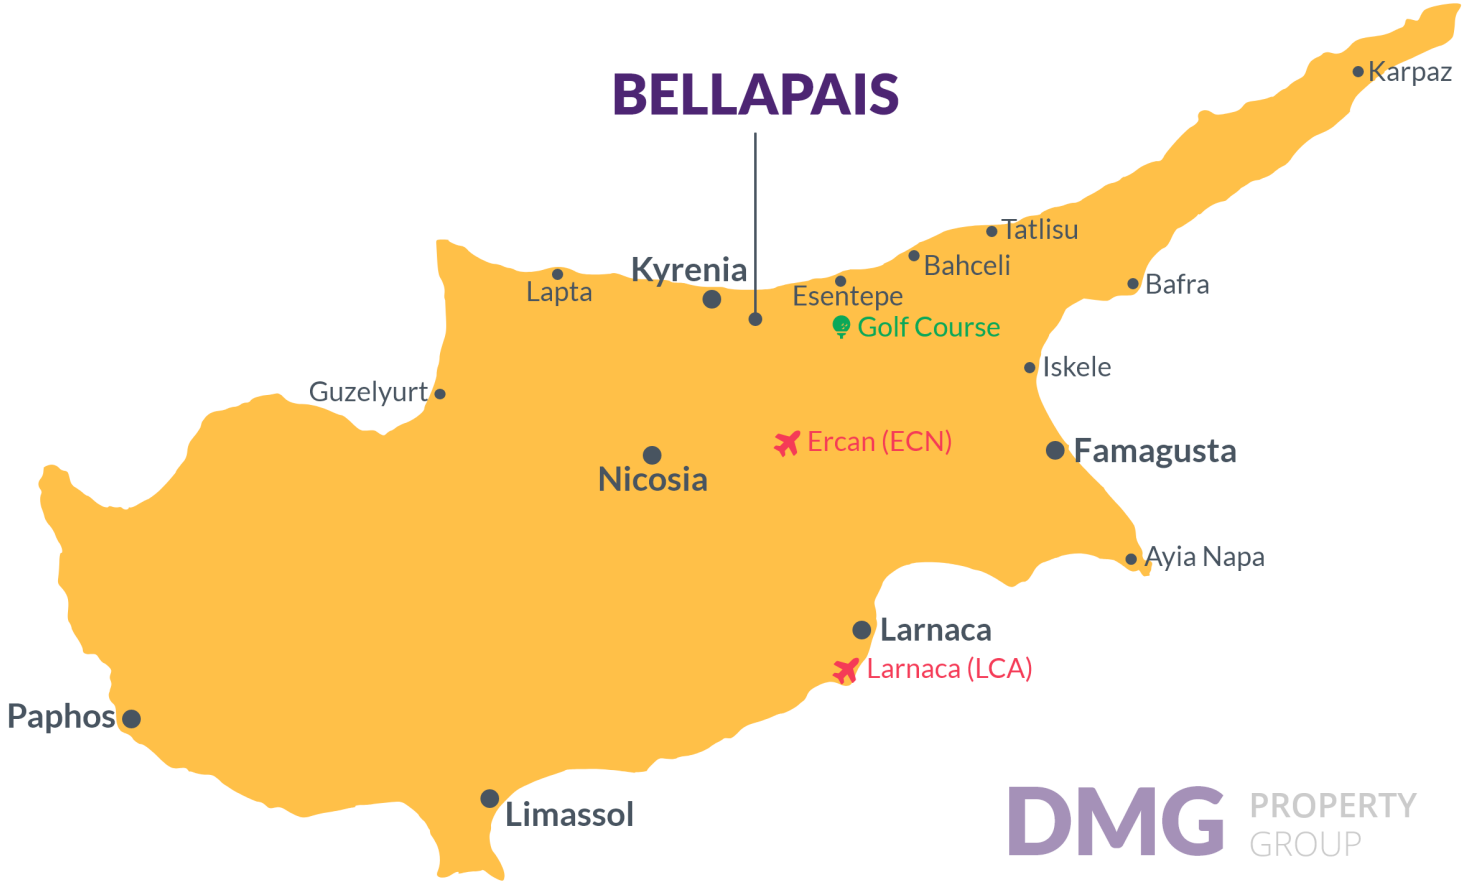 Karpaz
BELLAPAIS
Tatlisu
Kyrenia
Bahceli
Lapta
Esentepe
Bafra
Golf Course
Iskele
Guzelyurt
Ercan (ECN)
Famagusta
Nicosia
Ayia Napa
Larnaca
Larnaca (LCA)
Paphos
Limassol
DMG PROPERTY
GROUP